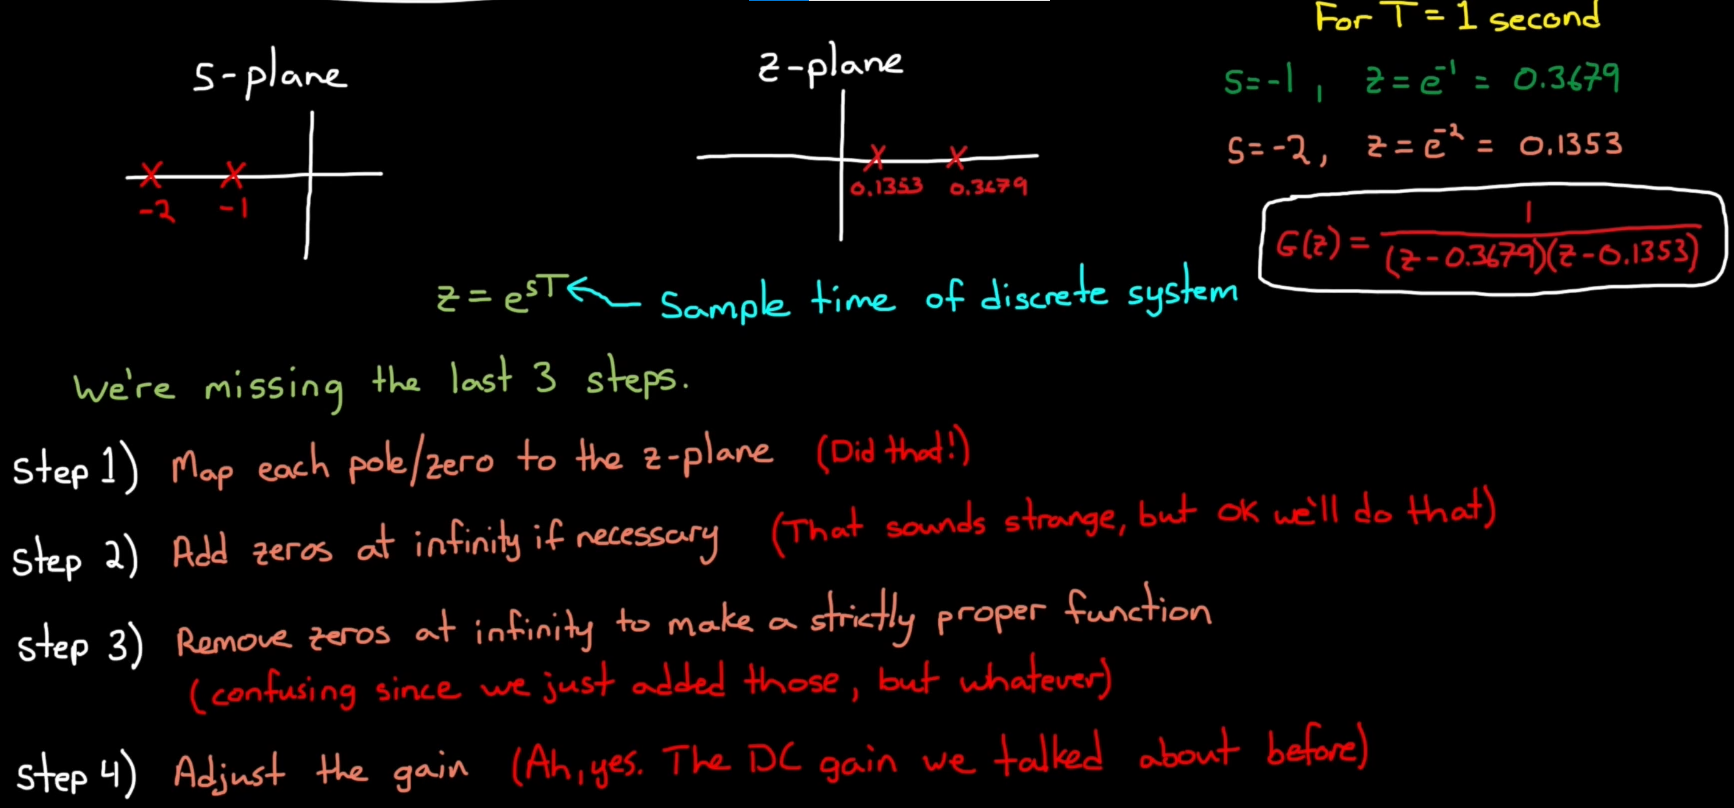 For T = 1 second
S-plane
z-plane
S=-1, z = e^-1 = 0.3679
S=-2, z = e^-2 = 0.1353
-2 -1
0.1353 0.3679
G(z) = 1 / (z-0.3679)(z-0.1353)
z = e^sT ← Sample time of discrete system
We're missing the last 3 steps.
Step 1) Map each pole/zero to the z-plane (Did that!)
Step 2) Add zeros at infinity if necessary (That sounds strange, but ok we'll do that)
Step 3) Remove zeros at infinity to make a strictly proper function
(confusing since we just added those, but whatever)
Step 4) Adjust the gain (Ah, yes. The DC gain we talked about before)